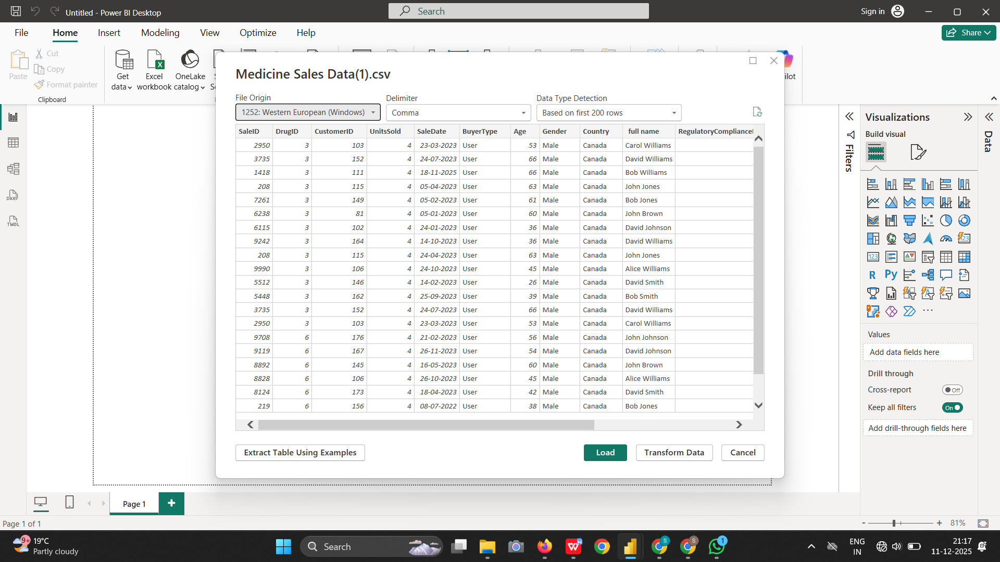 Untitled - Power BI Desktop
Search
Sign in
File Home Insert Modeling View Optimize Help
Share
Paste
Cut
Copy
Format painter
Clipboard
Get data
Excel workbook
OneLake catalog
Medicine Sales Data(1).csv
File Origin
1252: Western European (Windows)
Delimiter
Comma
Data Type Detection
Based on first 200 rows
SaleID DrugID CustomerID UnitsSold SaleDate BuyerType Age Gender Country full name
2950 3 103 4 23-03-2023 User 53 Male Canada Carol Williams
3735 3 152 4 24-07-2023 User 66 Male Canada David Williams
1418 3 111 4 18-11-2025 User 66 Male Canada Bob Williams
208 3 115 4 05-04-2023 User 63 Male Canada John Jones
7261 3 149 4 05-02-2023 User 61 Male Canada Bob Jones
6238 3 81 4 05-01-2023 User 60 Male Canada John Brown
6115 3 102 4 24-01-2023 User 36 Male Canada David Johnson
9242 3 164 4 14-10-2023 User 36 Male Canada David Williams
208 3 115 4 24-04-2023 User 63 Male Canada John Jones
9990 3 106 4 24-10-2023 User 45 Male Canada Alice Williams
5512 3 146 4 14-02-2023 User 26 Male Canada David Smith
5448 3 162 4 25-09-2023 User 39 Male Canada Bob Smith
3735 3 152 4 24-07-2023 User 66 Male Canada David Williams
2950 3 103 4 23-03-2023 User 53 Male Canada Carol Williams
9708 6 176 4 21-02-2023 User 56 Male Canada John Johnson
9119 6 167 4 26-11-2023 User 54 Male Canada David Johnson
8892 6 145 4 16-05-2023 User 60 Male Canada John Brown
8828 6 106 4 26-10-2023 User 45 Male Canada Alice Williams
8124 6 173 4 18-04-2023 User 42 Male Canada David Smith
219 6 156 4 08-07-2022 User 38 Male Canada Bob Jones
Extract Table Using Examples
Load
Transform Data
Cancel
Filters
Visualizations
Build visual
123
123
R
Py
Values
Add data fields here
Drill through
Cross-report
Off
Keep all filters
On
Add drill-through fields here
Data
DAX
TMDL
Page 1
+
Page 1 of 1
- + 81%
9+
19°C
Partly cloudy
Search
W
S
S
1
ENG
IN
21:17
11-12-2025